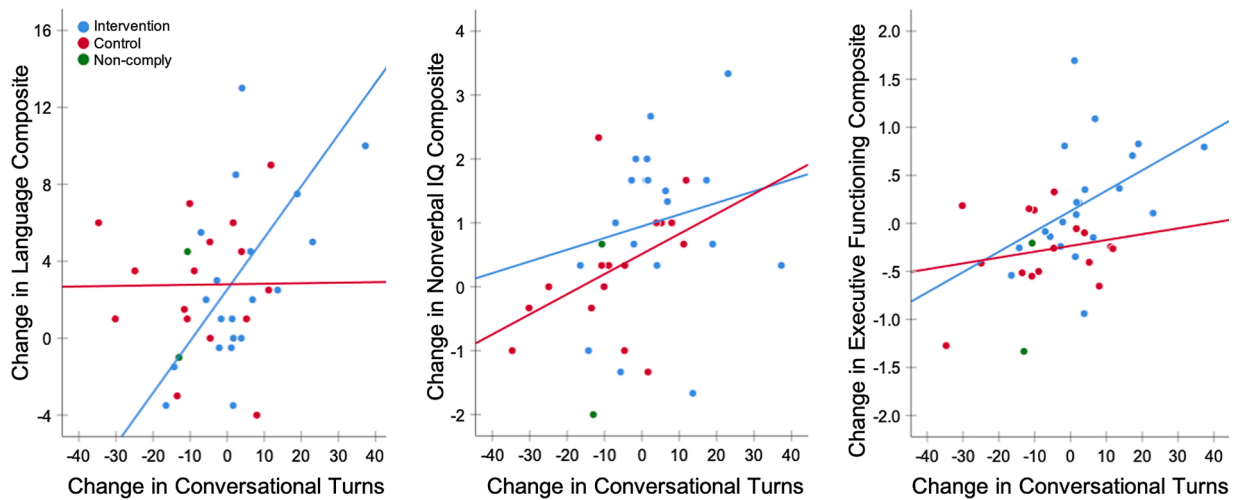 16
12
8
4
0
-4
Change in Language Composite
Intervention
Control
Non-comply
-40 -30 -20 -10 0 10 20 30 40
Change in Conversational Turns
4
3
2
1
0
-1
-2
Change in Nonverbal IQ Composite
-40 -30 -20 -10 0 10 20 30 40
Change in Conversational Turns
2.0
1.5
1.0
.5
.0
-.5
-1.0
-1.5
-2.0
Change in Executive Functioning Composite
-40 -30 -20 -10 0 10 20 30 40
Change in Conversational Turns